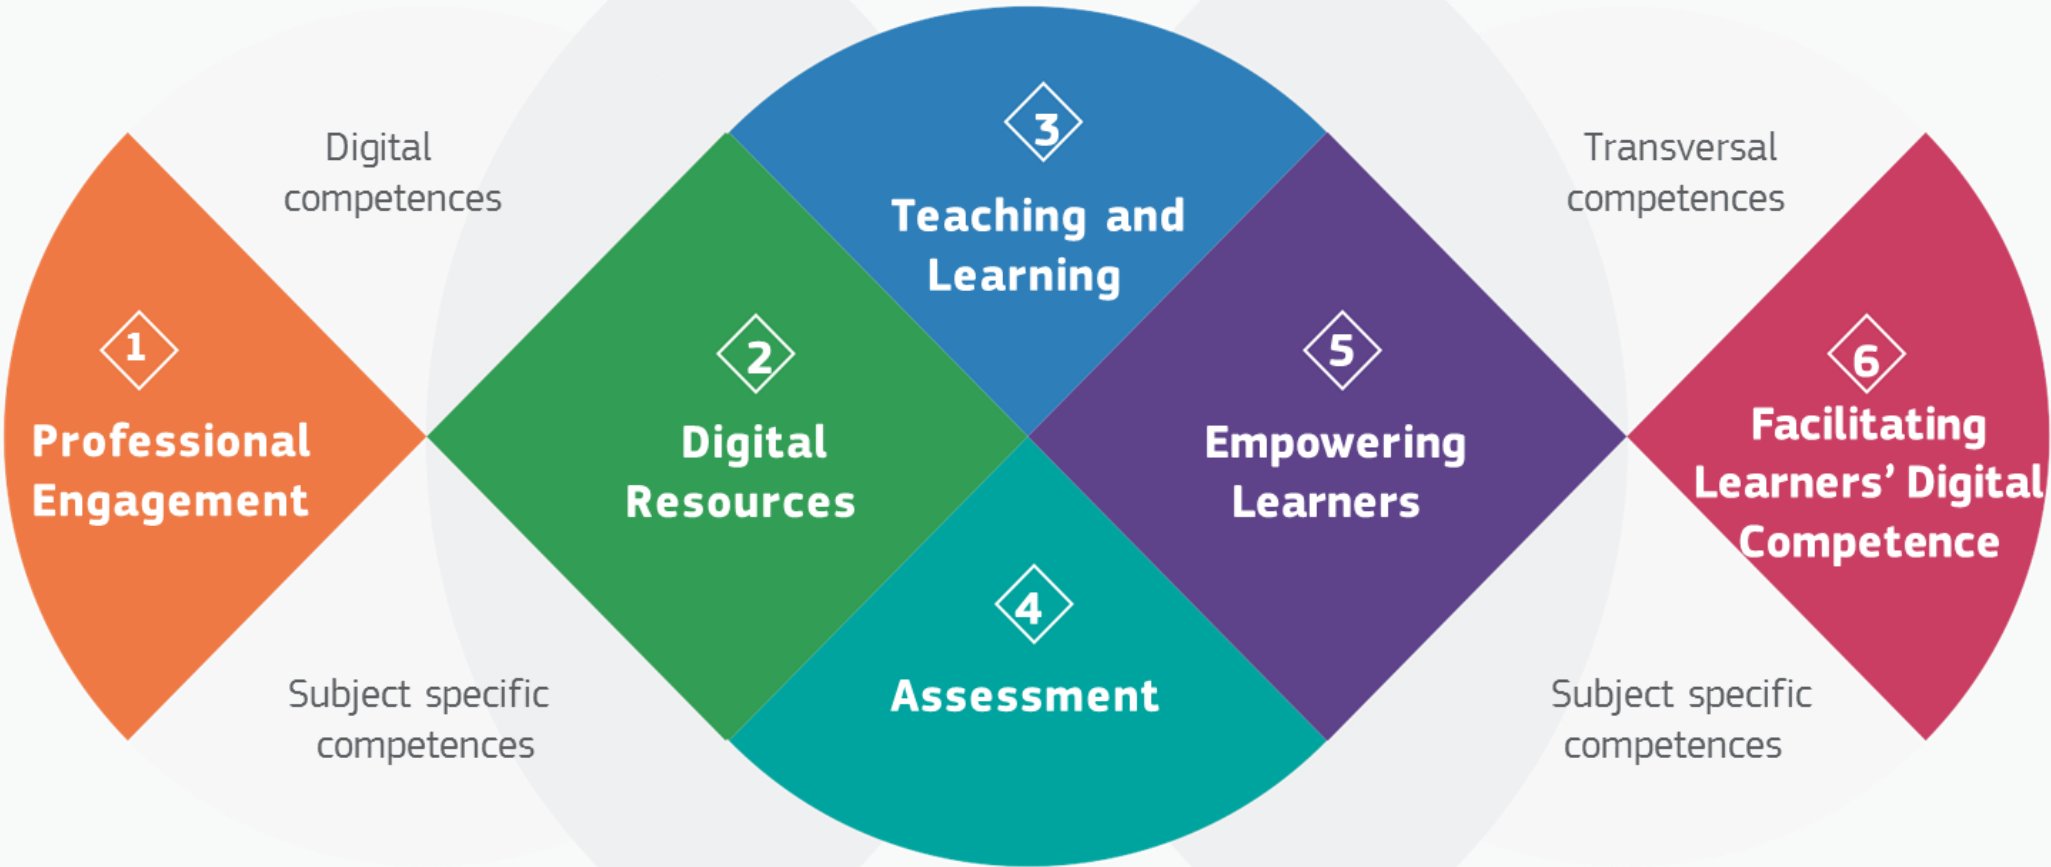 Digital
competences
1
Professional
Engagement
Subject specific
competences
2
Digital
Resources
3
Teaching and
Learning
4
Assessment
5
Empowering
Learners
Transversal
competences
6
Facilitating
Learners’ Digital
Competence
Subject specific
competences